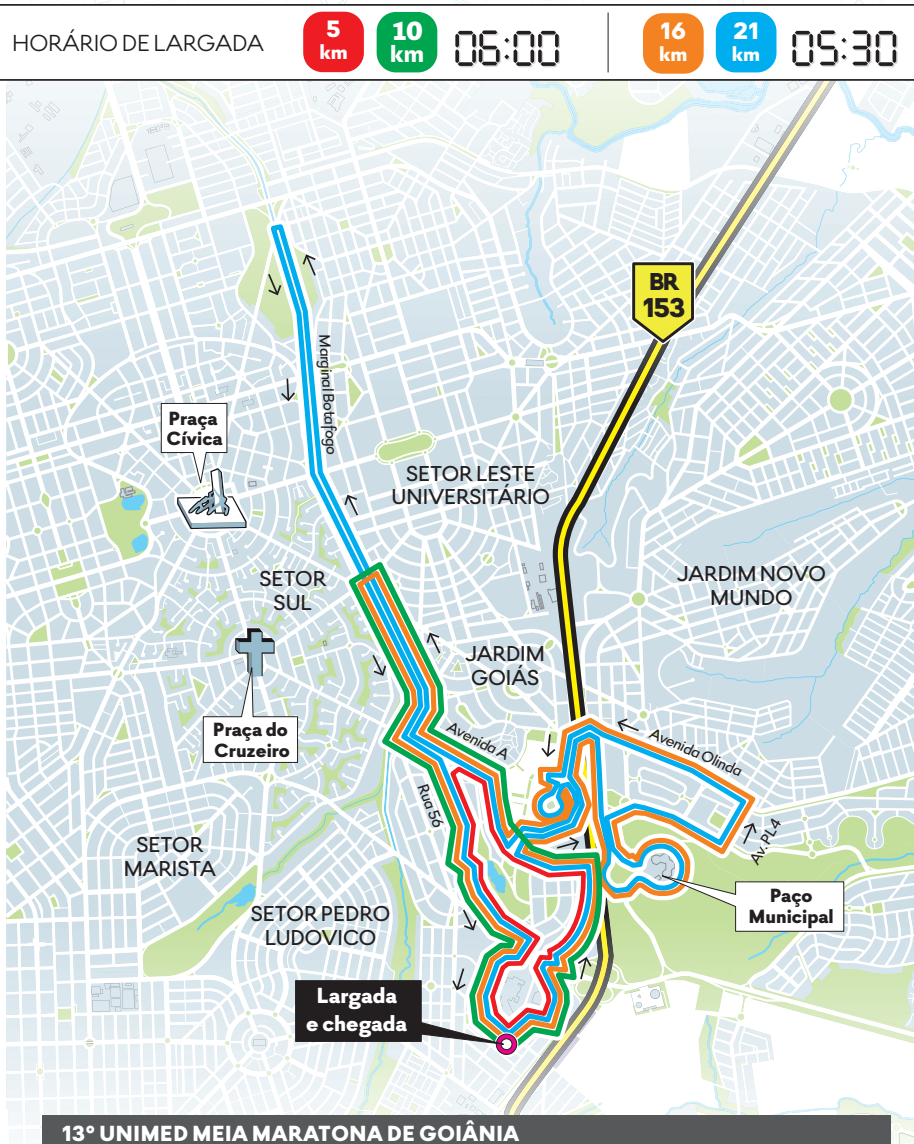 HORÁRIO DE LARGADA
5
km
10
km
06:00
16
km
21
km
05:30
BR
153
Marginal Botafogo
Praça
Cívica
SETOR LESTE
UNIVERSITÁRIO
SETOR
SUL
JARDIM NOVO
MUNDO
JARDIM
GOIÁS
Praça do
Cruzeiro
Avenida A
Avenida Olinda
Rua 56
Av. PL4
SETOR
MARISTA
Paço
Municipal
SETOR PEDRO
LUDOVICO
Largada
e chegada
13° UNIMED MEIA MARATONA DE GOIÂNIA